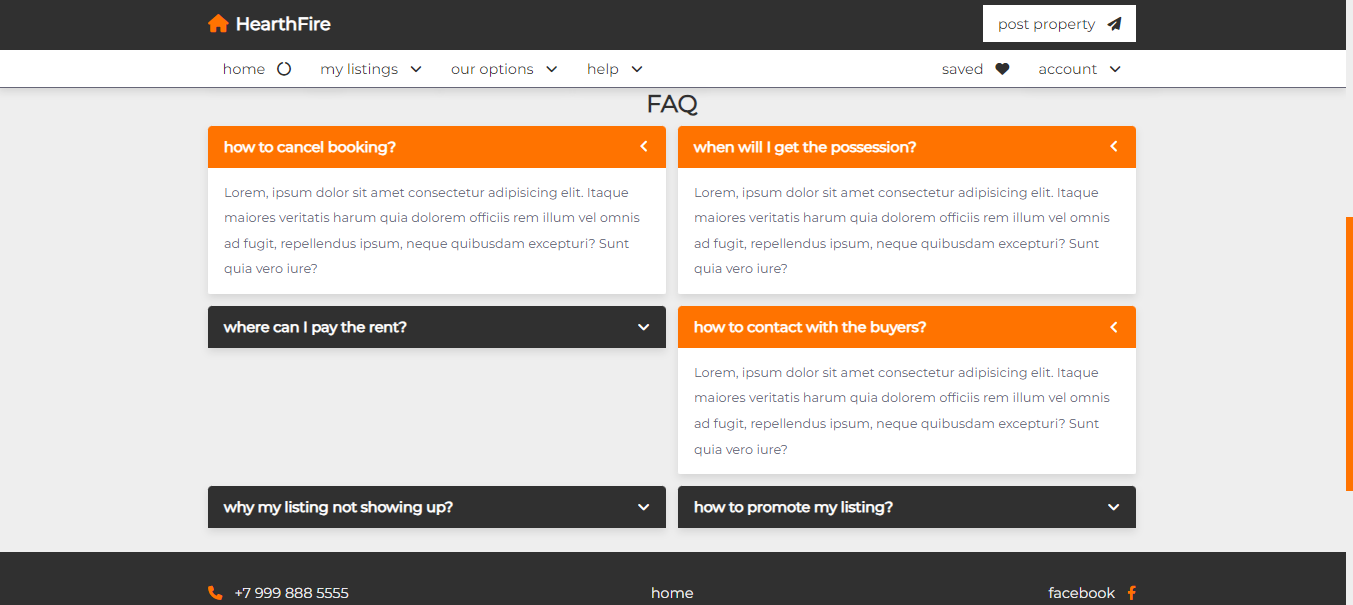 HearthFire
post property
home
my listings
our options
help
saved
account
FAQ
how to cancel booking?
Lorem, ipsum dolor sit amet consectetur adipisicing elit. Itaque
maiores veritatis harum quia dolorem officiis rem illum vel omnis
ad fugit, repellendus ipsum, neque quibusdam excepturi? Sunt
quia vero iure?
when will I get the possession?
Lorem, ipsum dolor sit amet consectetur adipisicing elit. Itaque
maiores veritatis harum quia dolorem officiis rem illum vel omnis
ad fugit, repellendus ipsum, neque quibusdam excepturi? Sunt
quia vero iure?
where can I pay the rent?
how to contact with the buyers?
Lorem, ipsum dolor sit amet consectetur adipisicing elit. Itaque
maiores veritatis harum quia dolorem officiis rem illum vel omnis
ad fugit, repellendus ipsum, neque quibusdam excepturi? Sunt
quia vero iure?
why my listing not showing up?
how to promote my listing?
+7 999 888 5555
home
facebook